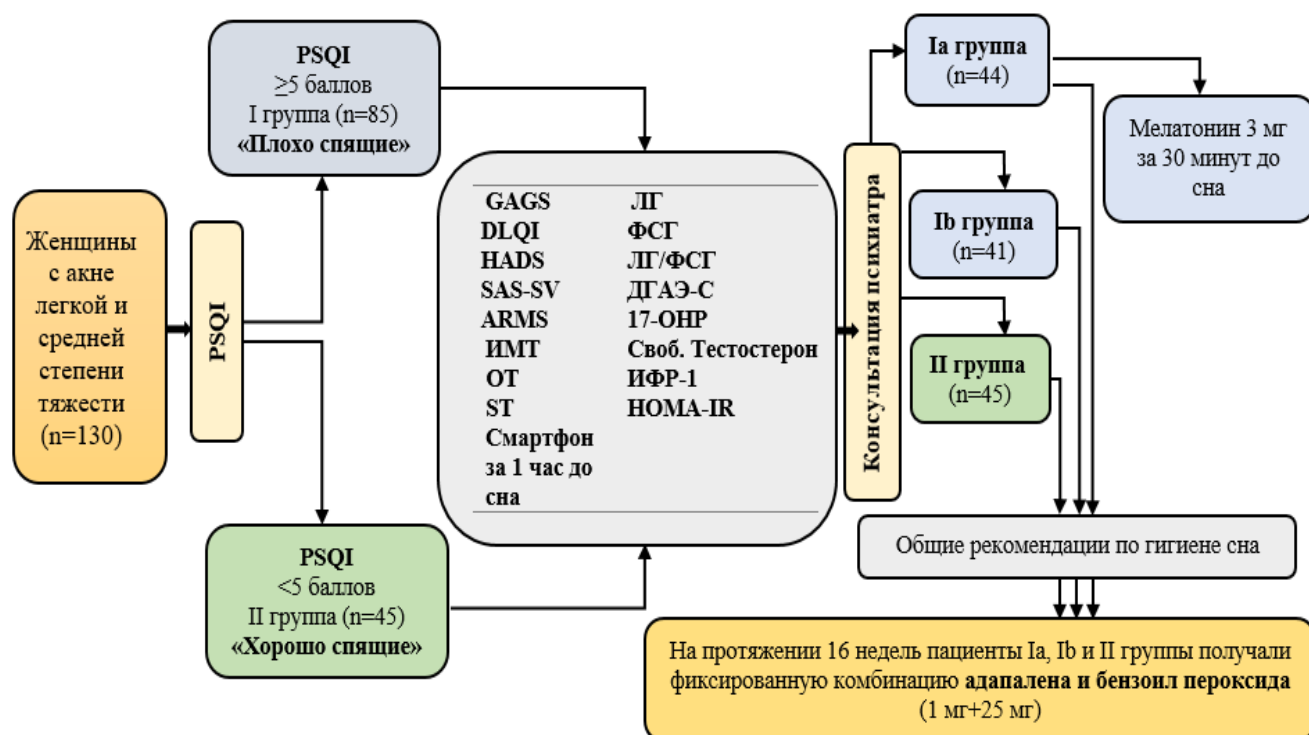 Женщины
с акне
легкой и
средней
степени
тяжести
(n=130)
PSQI
PSQI
≥5 баллов
I группа (n=85)
«Плохо спящие»
PSQI
<5 баллов
II группа (n=45)
«Хорошо спящие»
GAGS ЛГ
DLQI ФСГ
HADS ЛГ/ФСГ
SAS-SV ДГАЭ-С
ARMS 17-ОНР
ИМТ Своб. Тестостерон
ОТ ИФР-1
ST HOMA-IR
Смартфон
за 1 час до
сна
Консультация психиатра
Ia группа
(n=44)
Мелатонин 3 мг
за 30 минут до
сна
Ib группа
(n=41)
II группа
(n=45)
Общие рекомендации по гигиене сна
На протяжении 16 недель пациенты Ia, Ib и II группы получали
фиксированную комбинацию адапалена и бензоил пероксида
(1 мг+25 мг)